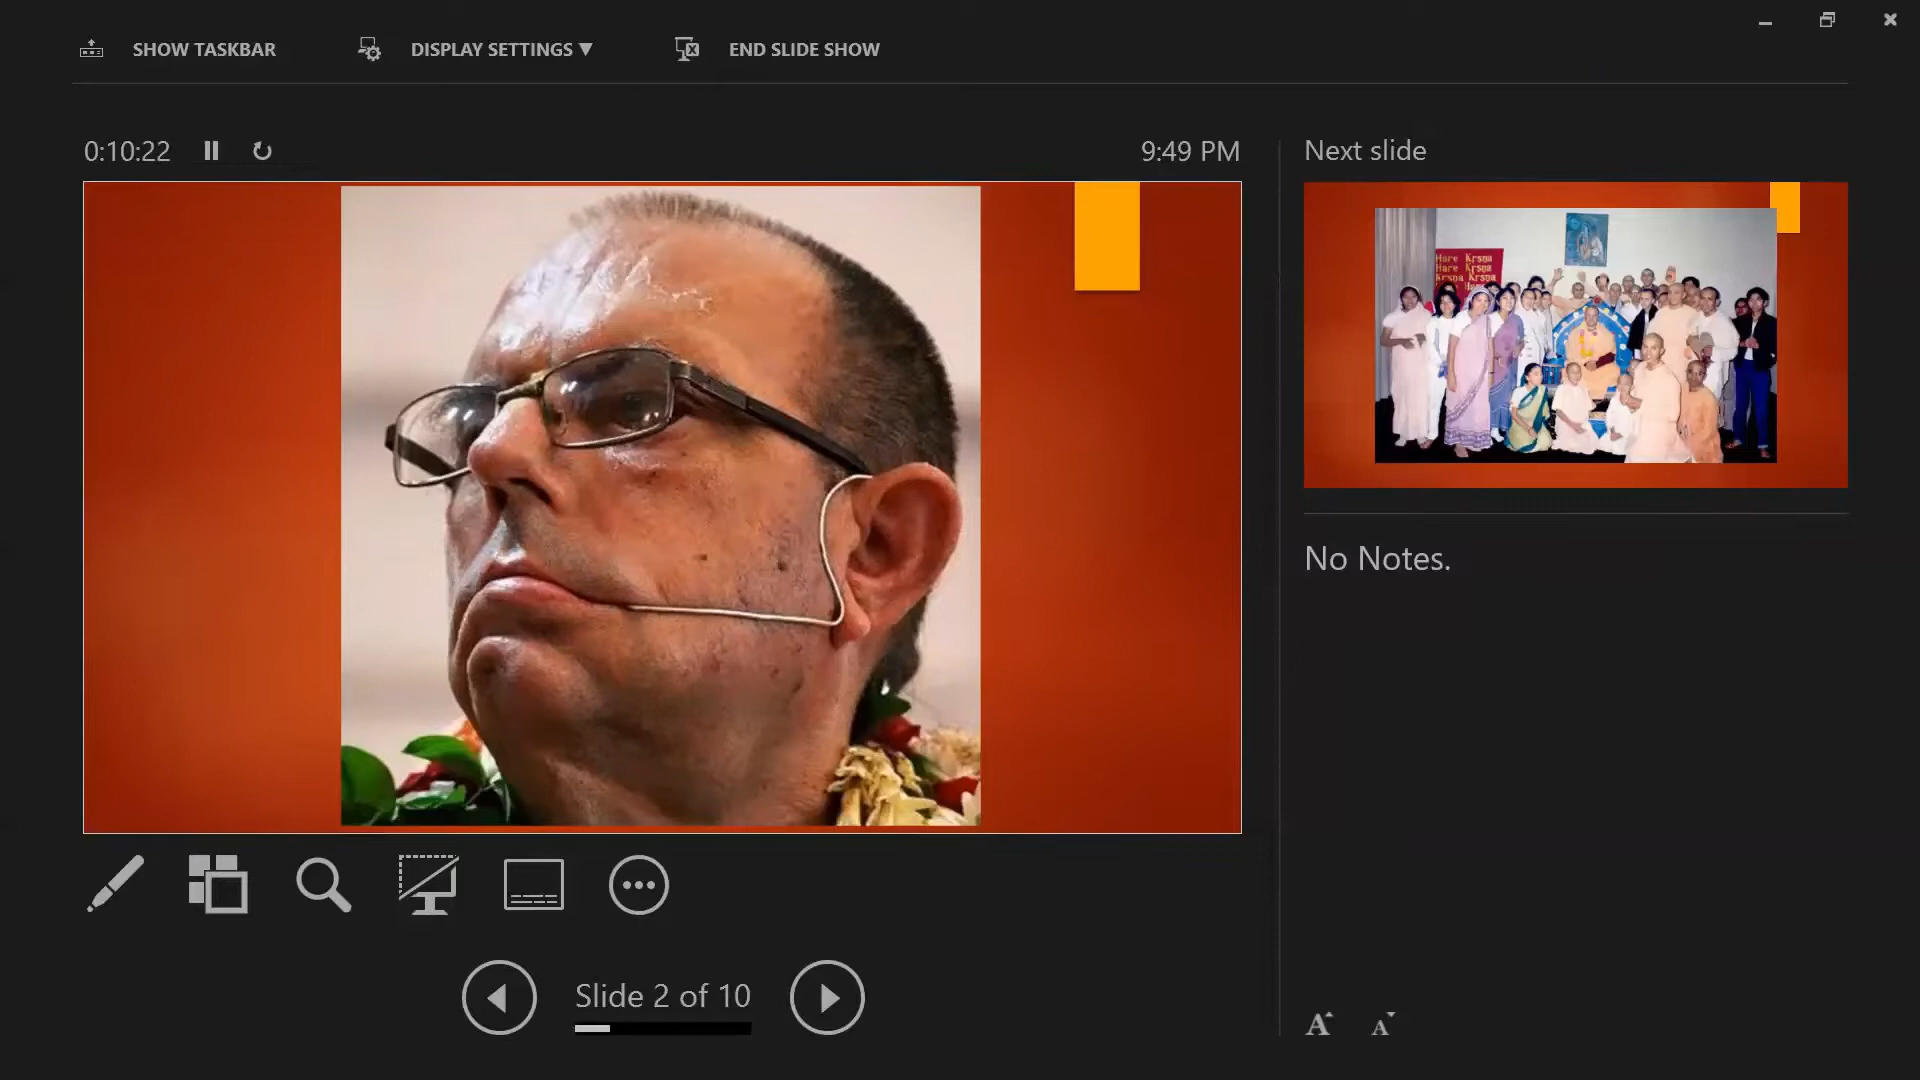 SHOW TASKBAR
DISPLAY SETTINGS ▼
END SLIDE SHOW
0:10:22
9:49 PM
Next slide
Hare Krsna
Hare Krsna
Krsna Krsna
No Notes.
Slide 2 of 10
A A